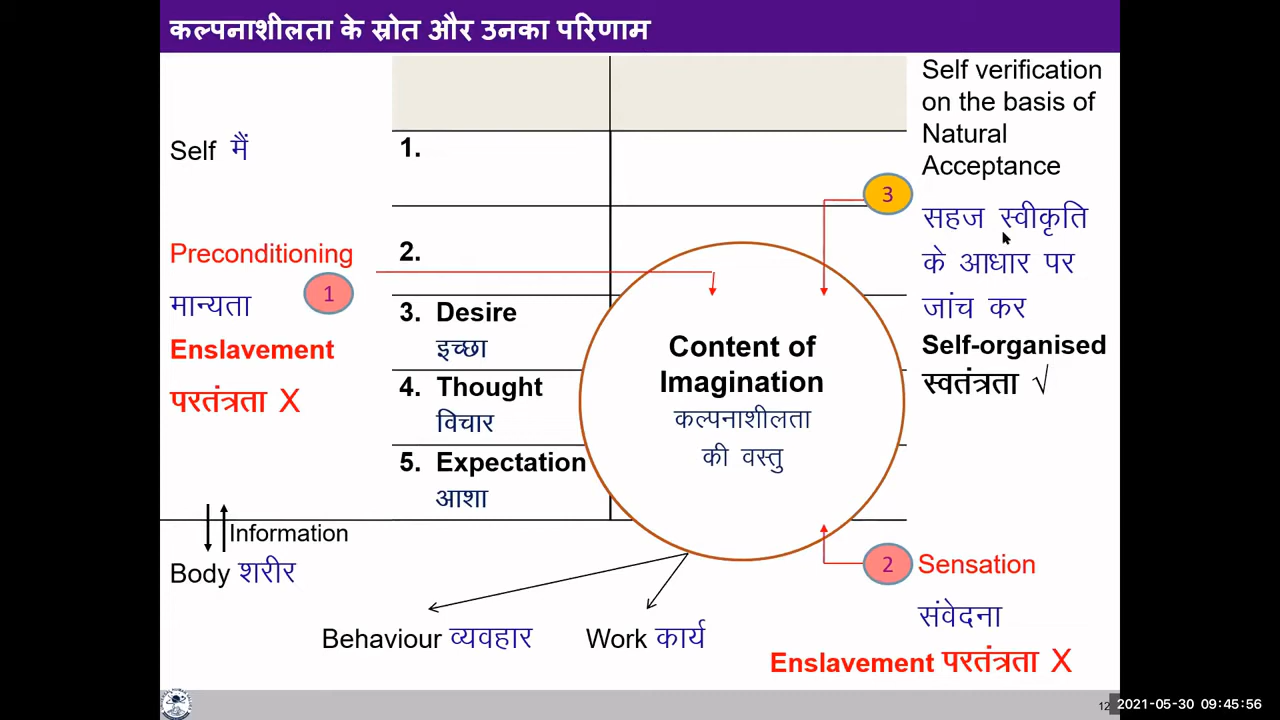 कल्पनाशीलता के स्रोत और उनका परिणाम
Self मैं
Preconditioning
1
मान्यता
Enslavement
परतंत्रता X
Information
Body शरीर
1.
2.
3. Desire
इच्छा
4. Thought
विचार
5. Expectation
आशा
Content of
Imagination
कल्पनाशीलता
की वस्तु
Self verification
on the basis of
Natural
Acceptance
3
सहज स्वीकृति
के आधार पर
जांच कर
Self-organised
स्वतंत्रता √
2 Sensation
संवेदना
Enslavement परतंत्रता X
Behaviour व्यवहार
Work कार्य
12
2021-05-30 09:45:56